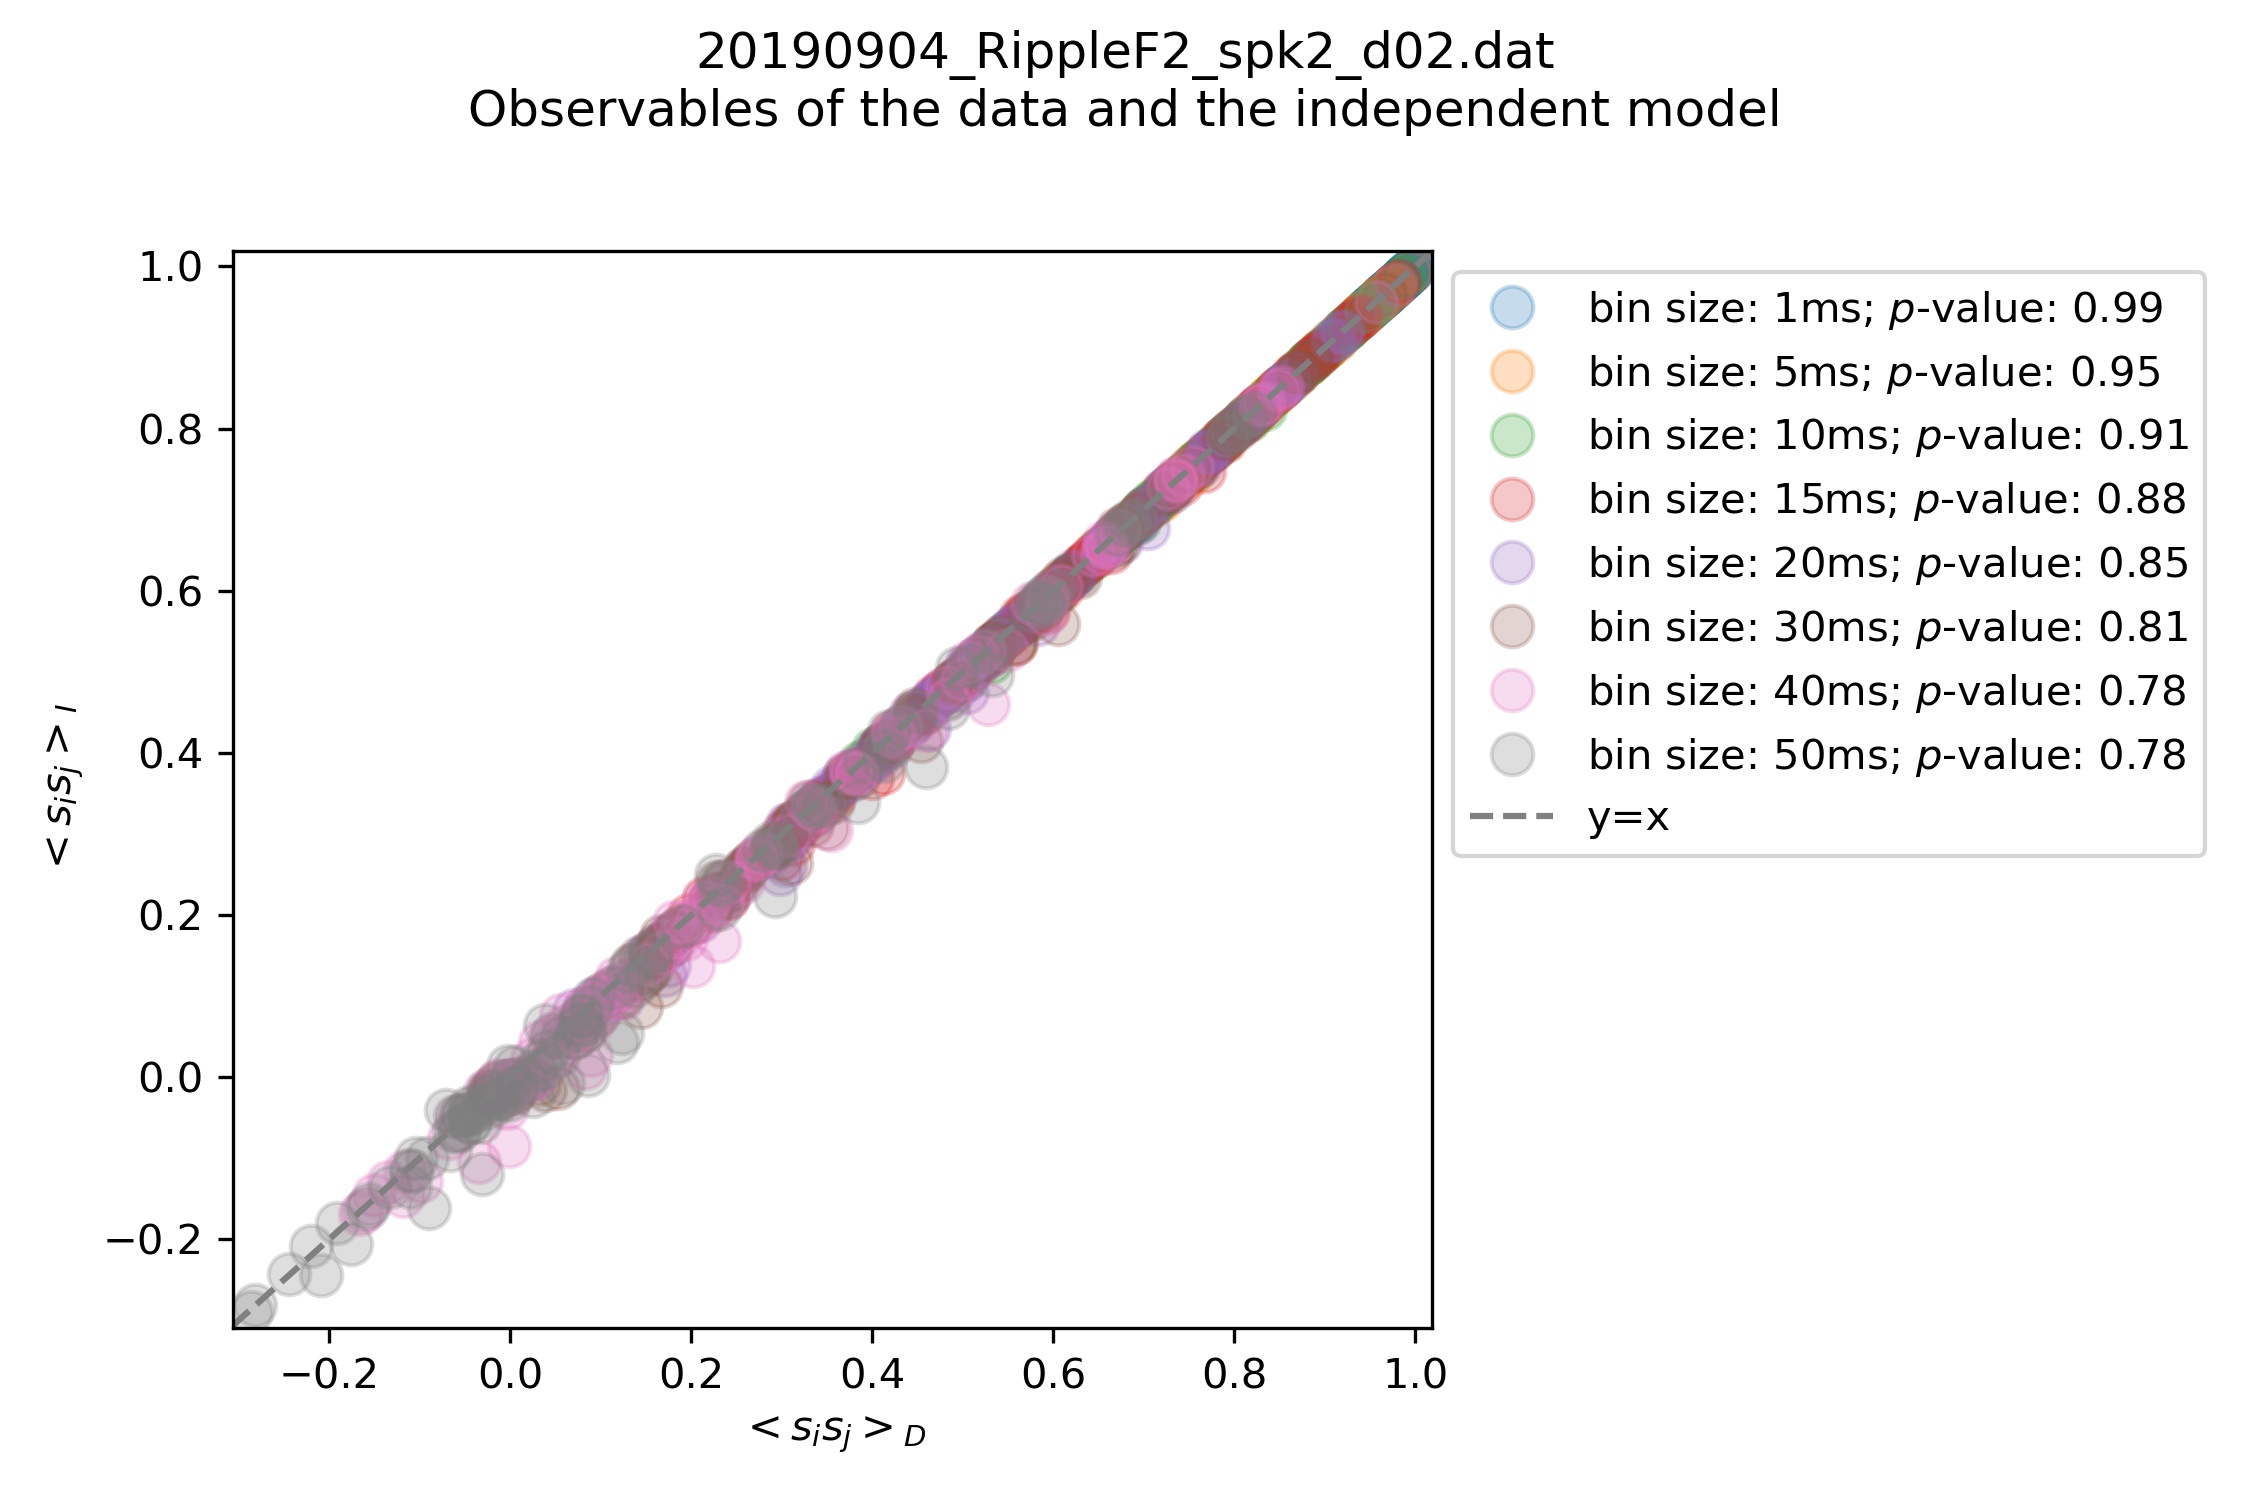 20190904_RippleF2_spk2_d02.dat
Observables of the data and the independent model
1.0
0.8
0.6
0.4
0.2
0.0
−0.2
< s_i s_j >_I
−0.2 0.0 0.2 0.4 0.6 0.8 1.0
< s_i s_j >_D
bin size: 1ms; p-value: 0.99
bin size: 5ms; p-value: 0.95
bin size: 10ms; p-value: 0.91
bin size: 15ms; p-value: 0.88
bin size: 20ms; p-value: 0.85
bin size: 30ms; p-value: 0.81
bin size: 40ms; p-value: 0.78
bin size: 50ms; p-value: 0.78
y=x